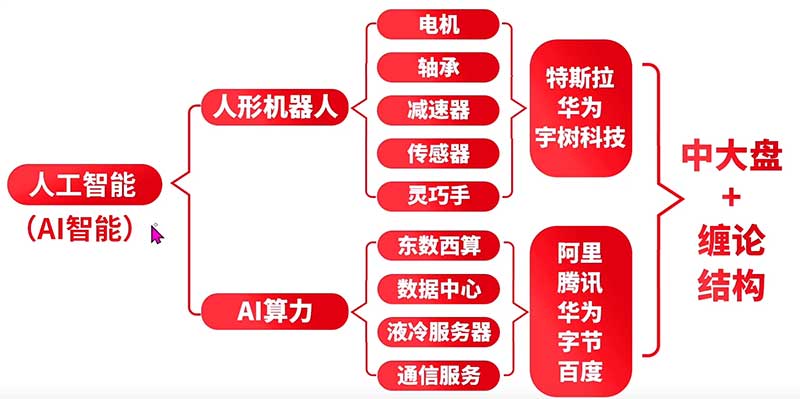 人工智能
（AI智能）
人形机器人
电机
轴承
减速器
传感器
灵巧手
特斯拉
华为
宇树科技
AI算力
东数西算
数据中心
液冷服务器
通信服务
阿里
腾讯
华为
字节
百度
中大盘
+
缠论
结构